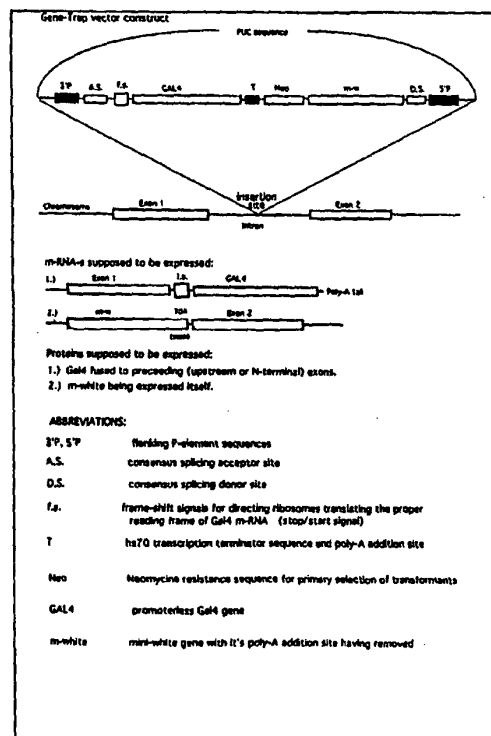 Gene-Trap vector construct
PUC sequence
3'P A.S. f.s. GAL4 T Neo m-w D.S. 5'P
insertion
site
Chromosome Exon 1 Exon 2
Intron
m-RNA-s supposed to be expressed:
1.) Exon 1 f.s. GAL4 Poly-A tail
2.) m-w TGA Exon 2
Proteins supposed to be expressed:
1.) Gal4 fused to preceeding (upstream or N-terminal) exons.
2.) m-white being expressed itself.
ABBREVIATIONS:
3'P, 5'P flanking P-element sequences
A.S. consensus splicing acceptor site
D.S. consensus splicing donor site
f.s. frame-shift signals for directing ribosomes translating the proper
reading frame of Gal4 m-RNA (stop/start signal)
T hs70 transcription terminator sequence and poly-A addition site
Neo Neomycine resistance sequence for primary selection of transformants
GAL4 promoterless Gal4 gene
m-white mini-white gene with it's poly-A addition site having removed